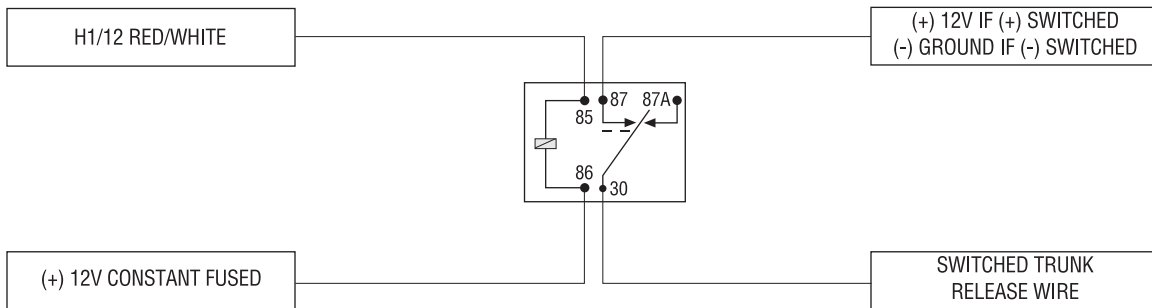 H1/12 RED/WHITE
(+) 12V IF (+) SWITCHED
(-) GROUND IF (-) SWITCHED
87 87A
85
86
30
(+) 12V CONSTANT FUSED
SWITCHED TRUNK
RELEASE WIRE